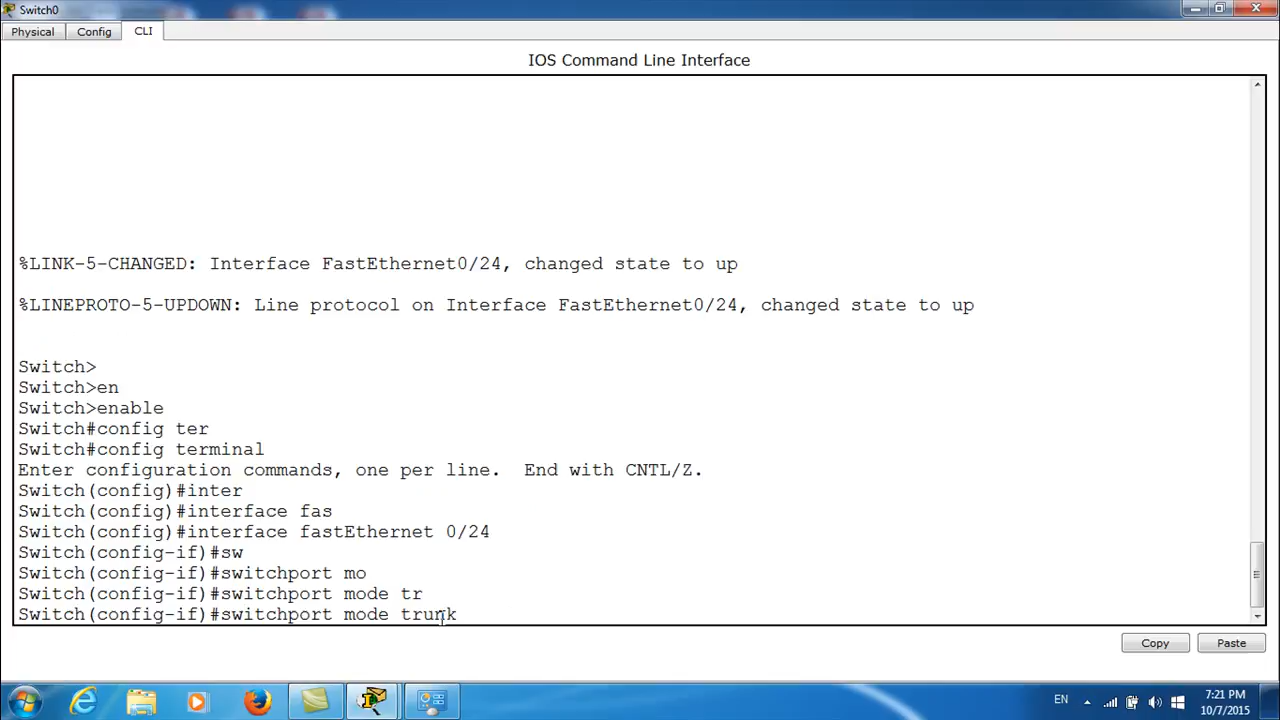 Switch0
Physical Config CLI
IOS Command Line Interface
%LINK-5-CHANGED: Interface FastEthernet0/24, changed state to up
%LINEPROTO-5-UPDOWN: Line protocol on Interface FastEthernet0/24, changed state to up
Switch>
Switch>en
Switch>enable
Switch#config ter
Switch#config terminal
Enter configuration commands, one per line.  End with CNTL/Z.
Switch(config)#inter
Switch(config)#interface fas
Switch(config)#interface fastEthernet 0/24
Switch(config-if)#sw
Switch(config-if)#switchport mo
Switch(config-if)#switchport mode tr
Switch(config-if)#switchport mode trunk
Copy Paste
EN 7:21 PM
10/7/2015